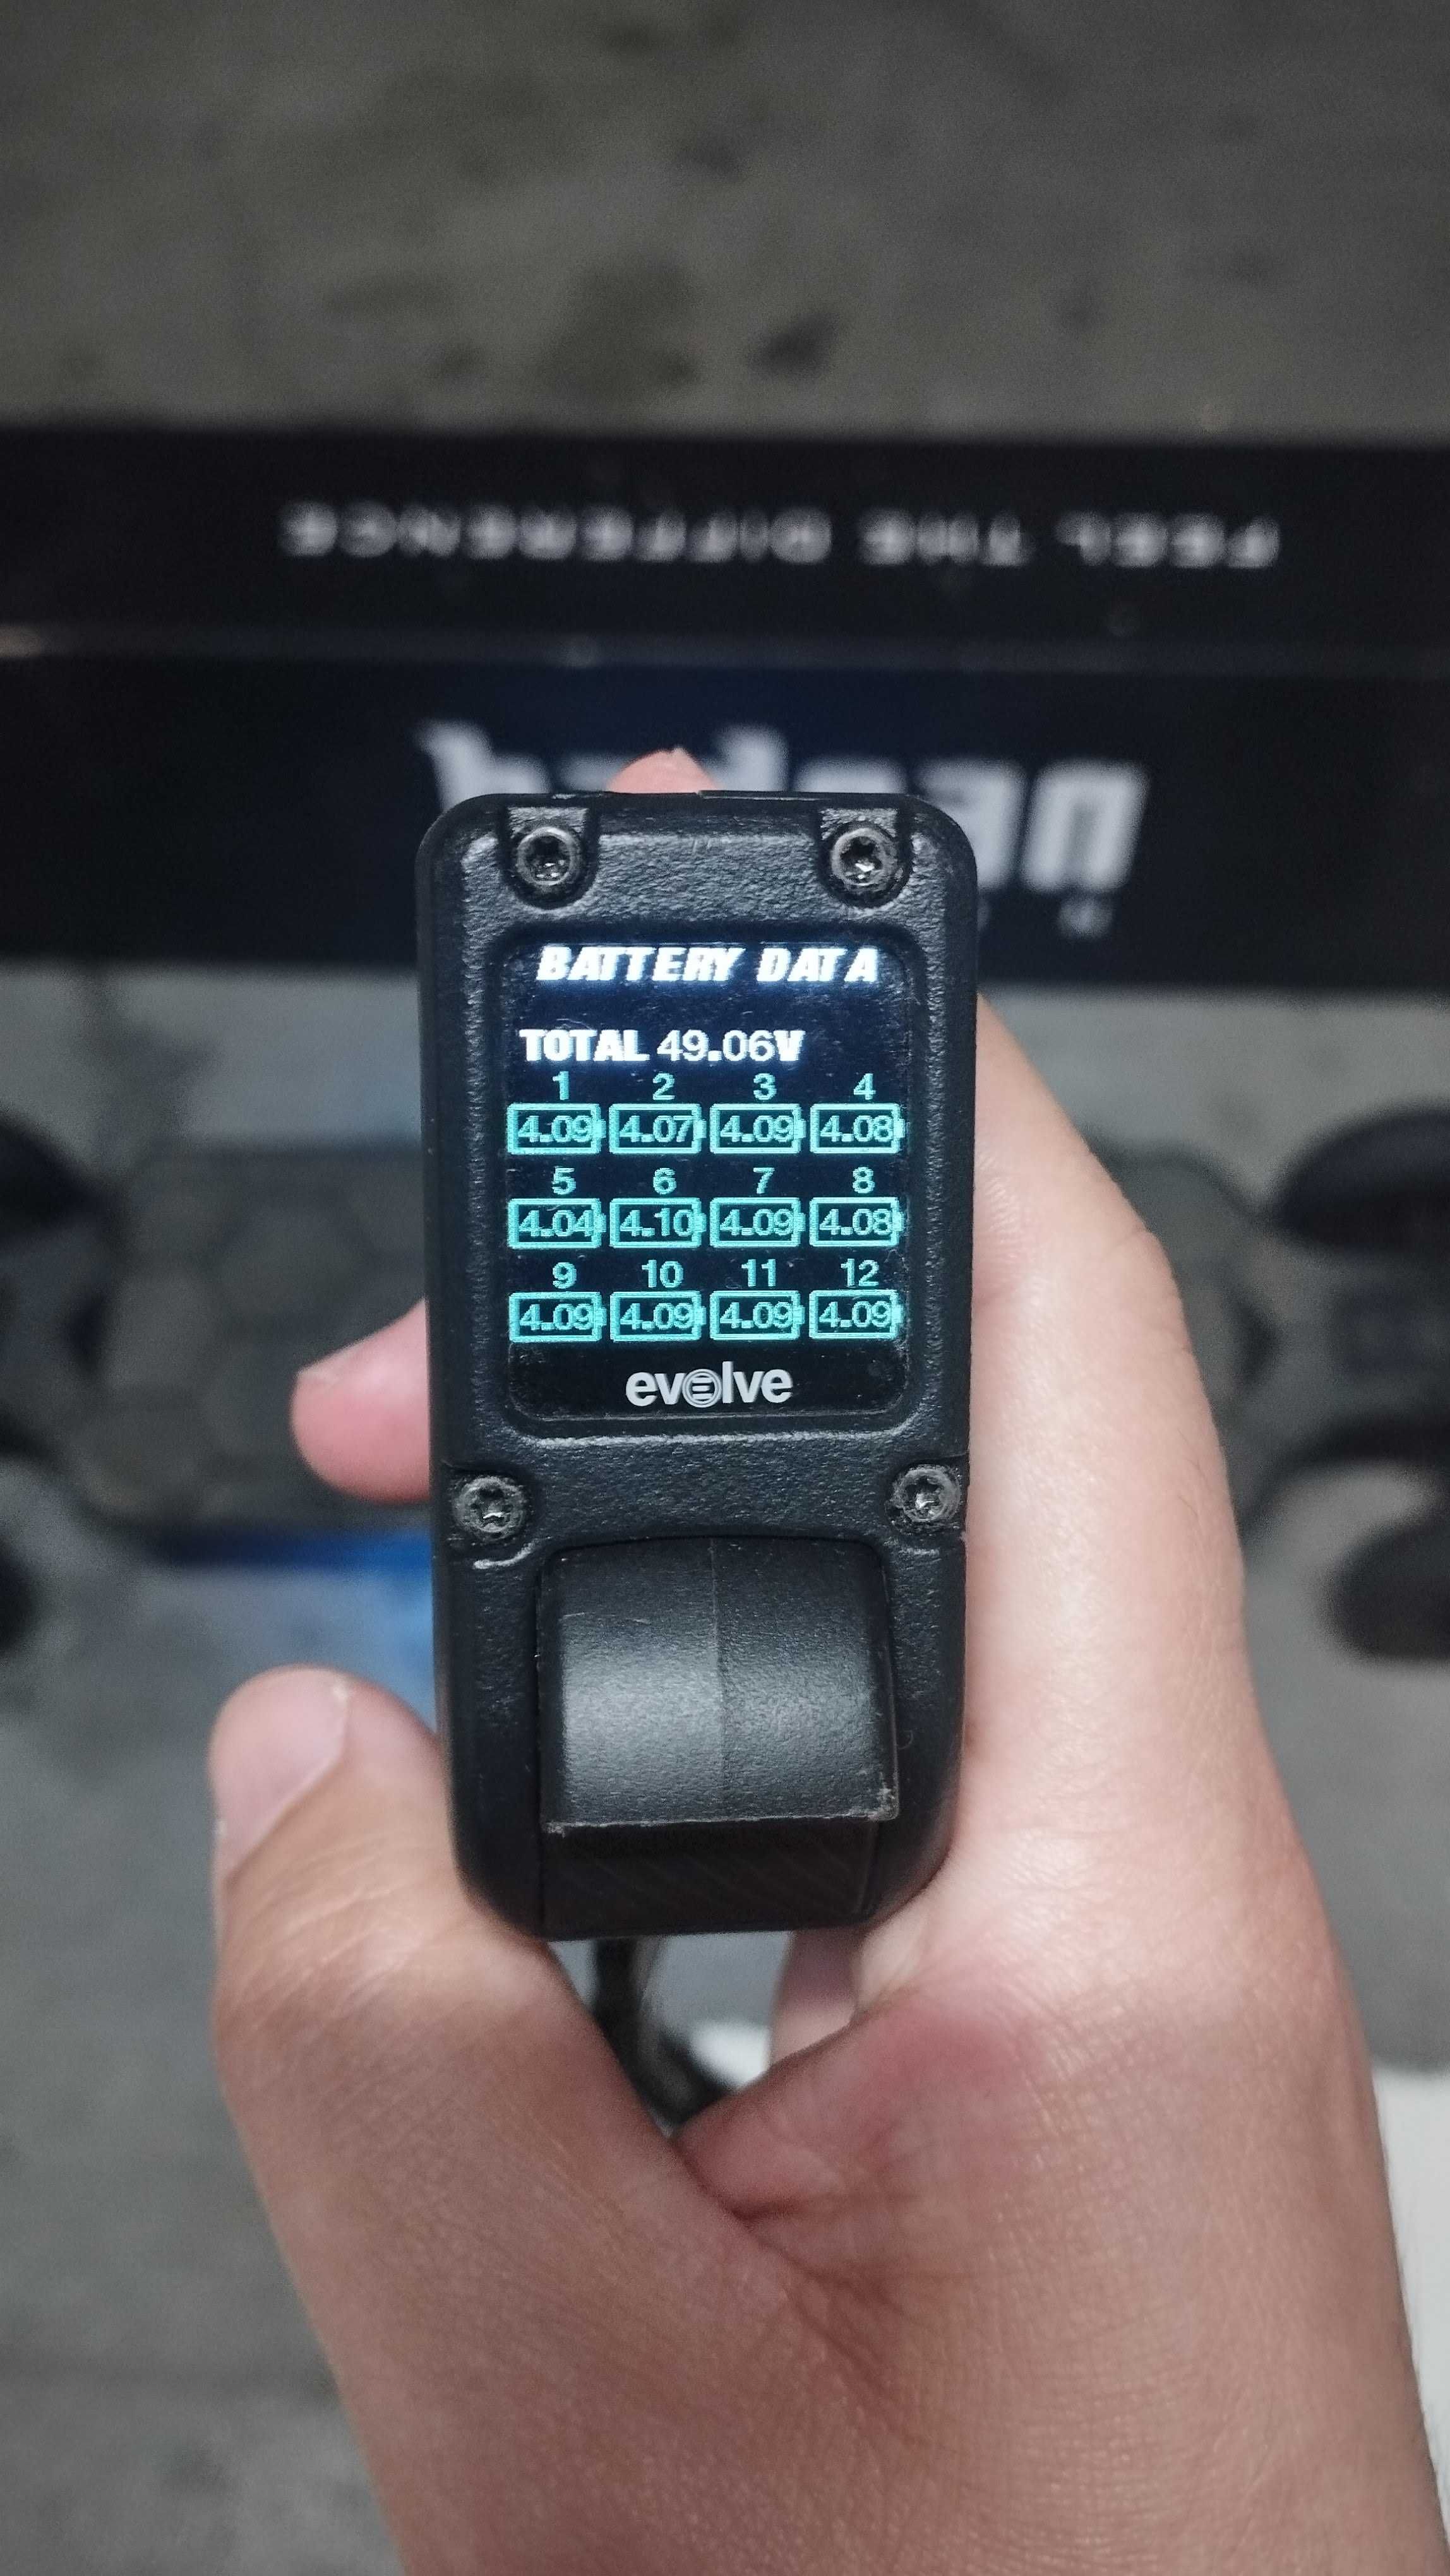 FEEL THE DIFFERENCE
hadean
BATTERY DATA
TOTAL 49.06V
1 2 3 4
4.09 4.07 4.09 4.08
5 6 7 8
4.04 4.10 4.09 4.08
9 10 11 12
4.09 4.09 4.09 4.09
evolve